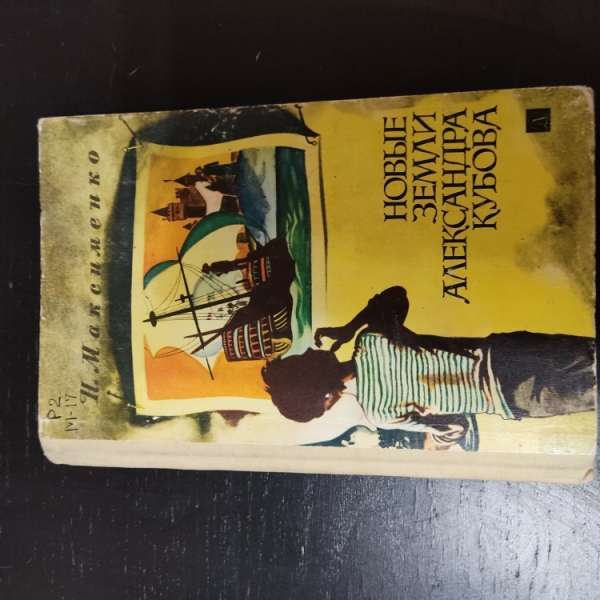 Н. Максименко
НОВЫЕ
ЗЕМЛИ
АЛЕКСАНДРА
КУБОВА
Д
Р2
М-17